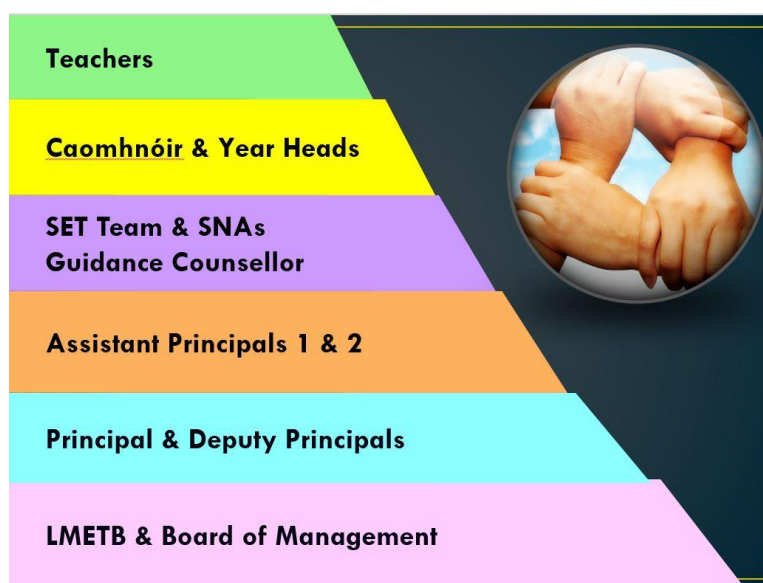 Teachers
Caomhnóir & Year Heads
SET Team & SNAs
Guidance Counsellor
Assistant Principals 1 & 2
Principal & Deputy Principals
LMETB & Board of Management